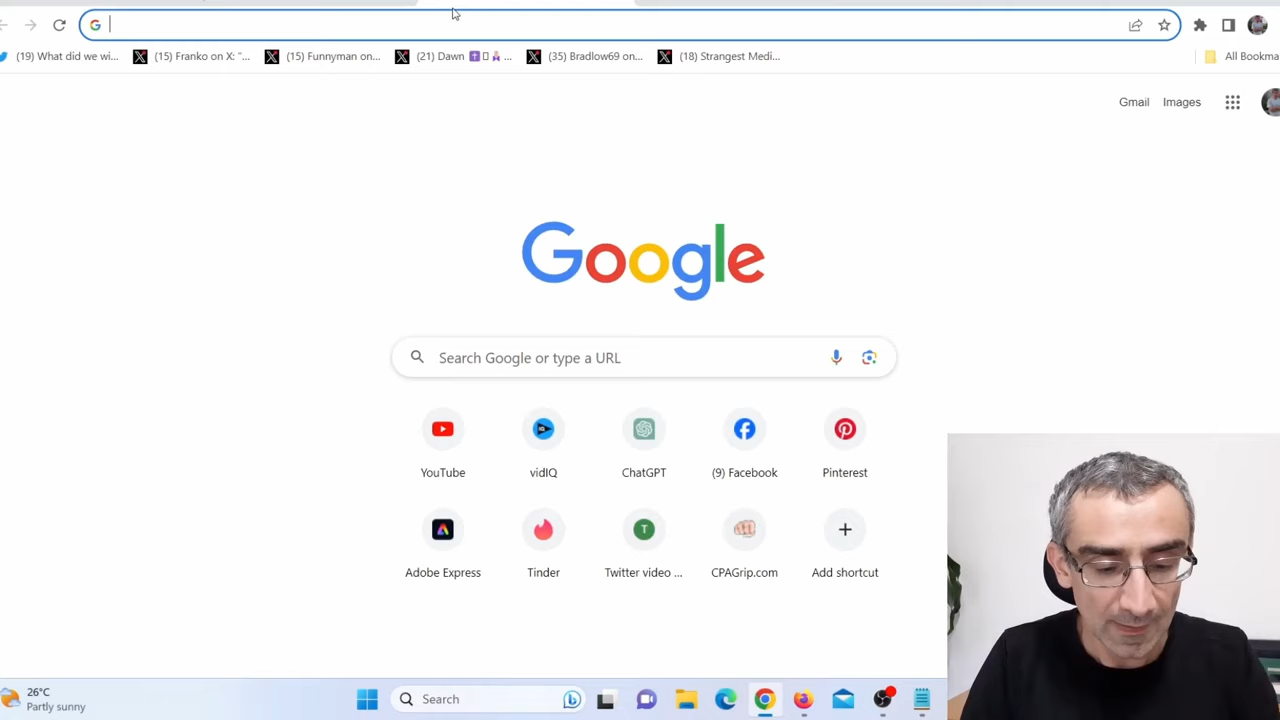 (19) What did we wi... (15) Franko on X: "... (15) Funnyman on... (21) Dawn ✝️▯🙏🏼 ... (35) Bradlow69 on... (18) Strangest Medi... All Bookma
Gmail Images
Google
Search Google or type a URL
YouTube vidIQ ChatGPT (9) Facebook Pinterest
T
Adobe Express Tinder Twitter video ... CPAGrip.com Add shortcut
26°C
Partly sunny
Search